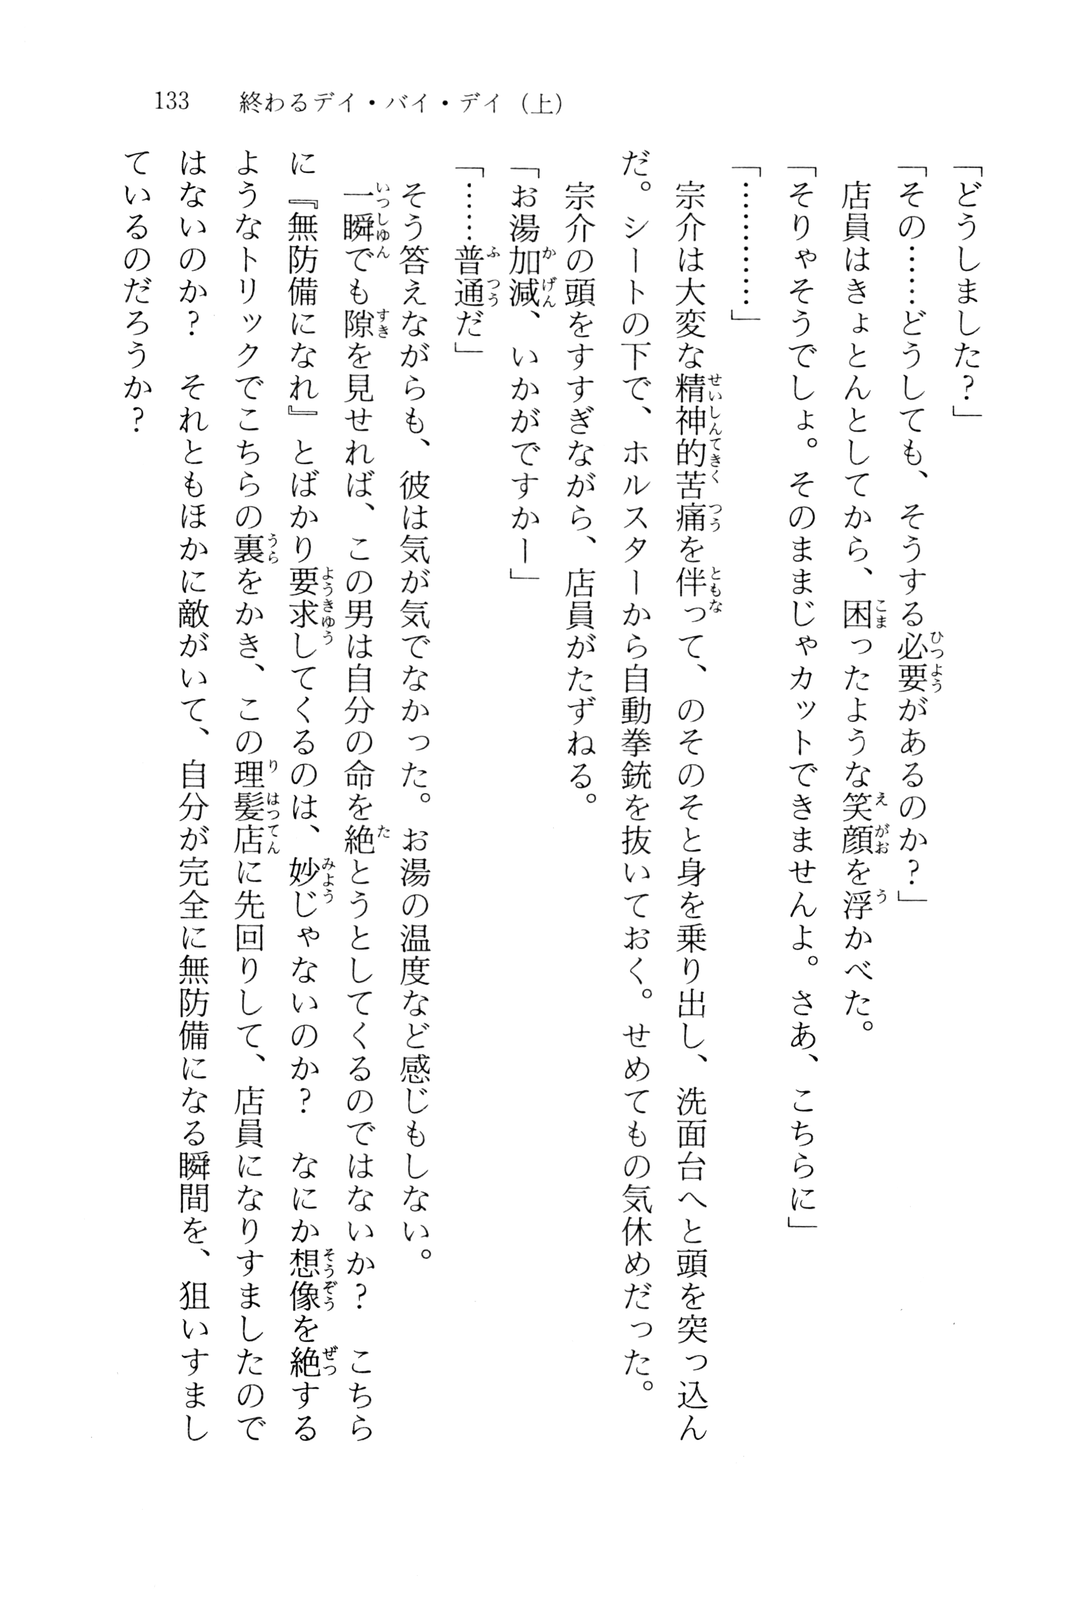 133　終わるデイ・バイ・デイ（上）
「どうしました？」
「その……どうしても、そうする必要があるのか？」
　店員はきょとんとしてから、困ったような笑顔を浮かべた。
「そりゃそうでしょ。そのままじゃカットできませんよ。さあ、こちらに」
「…………」
　宗介は大変な精神的苦痛を伴って、のそのそと身を乗り出し、洗面台へと頭を突っ込ん
だ。シートの下で、ホルスターから自動拳銃を抜いておく。せめてもの気休めだった。
　宗介の頭をすすぎながら、店員がたずねる。
「お湯加減、いかがですかー」
「……普通だ」
　そう答えながらも、彼は気が気でなかった。お湯の温度など感じもしない。
　一瞬でも隙を見せれば、この男は自分の命を絶とうとしてくるのではないか？　こちら
に『無防備になれ』とばかり要求してくるのは、妙じゃないのか？　なにか想像を絶する
ようなトリックでこちらの裏をかき、この理髪店に先回りして、店員になりすましたので
はないのか？　それともほかに敵がいて、自分が完全に無防備になる瞬間を、狙いすまし
ているのだろうか？